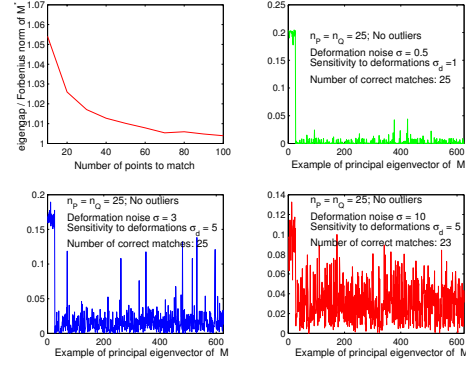 eigengap / Forbenius norm of M*
1.07
1.06
1.05
1.04
1.03
1.02
1.01
1
20
40
60
80
100
Number of points to match
0.25
0.2
0.15
0.1
0.05
0
0
200
400
600
n_P = n_Q = 25; No outliers
Deformation noise σ = 0.5
Sensitivity to deformations σ_d =1
Number of correct matches: 25
Example of principal eigenvector of M
0.2
0.15
0.1
0.05
0
0
200
400
600
n_P = n_Q = 25; No outliers
Deformation noise σ = 3
Sensitivity to deformations σ_d = 5
Number of correct matches: 25
Example of principal eigenvector of M
0.14
0.12
0.1
0.08
0.06
0.04
0.02
0
0
200
400
600
n_P = n_Q = 25; No outliers
Deformation noise σ = 10
Sensitivity to deformations σ_d = 5
Number of correct matches: 23
Example of principal eigenvector of M